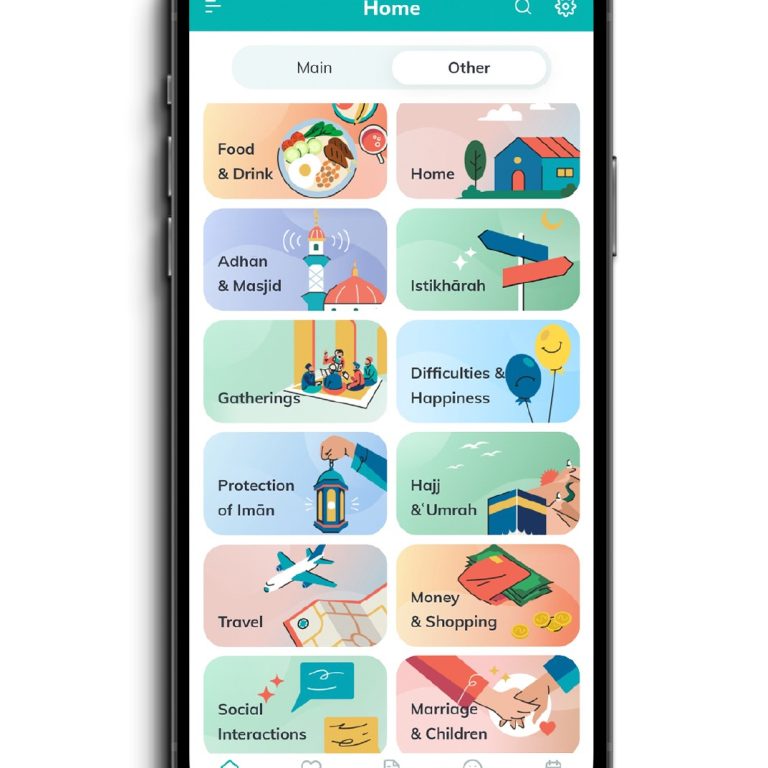 Home
Main
Other
Food
& Drink
Home
Adhan
& Masjid
Istikhārah
Gatherings
Difficulties &
Happiness
Protection
of Imān
Hajj
&ʿUmrah
Travel
Money
& Shopping
Social
Interactions
Marriage
& Children